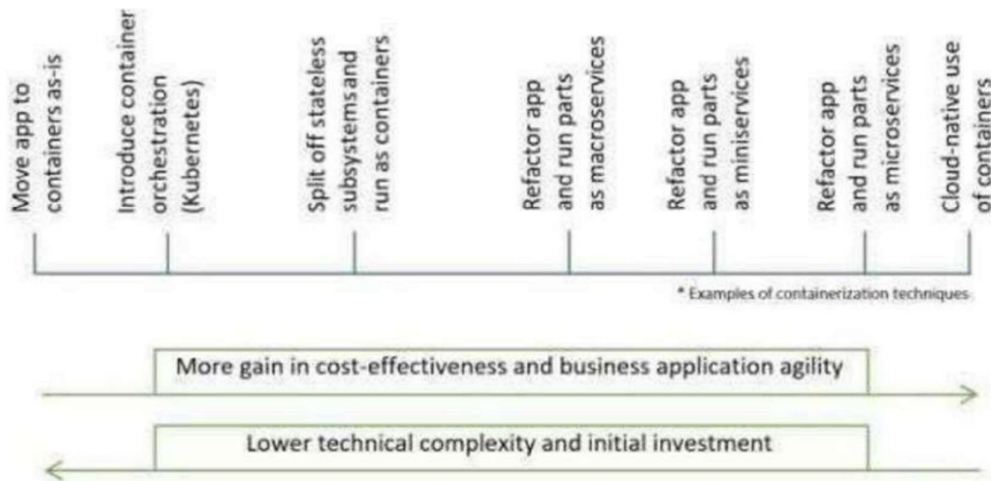 Move app to
containers as-is
Introduce container
orchestration
(Kubernetes)
Split off stateless
subsystems and
run as containers
Refactor app
and run parts
as macroservices
Refactor app
and run parts
as miniservices
Refactor app
and run parts
as microservices
Cloud-native use
of containers
* Examples of containerization techniques
More gain in cost-effectiveness and business application agility
Lower technical complexity and initial investment